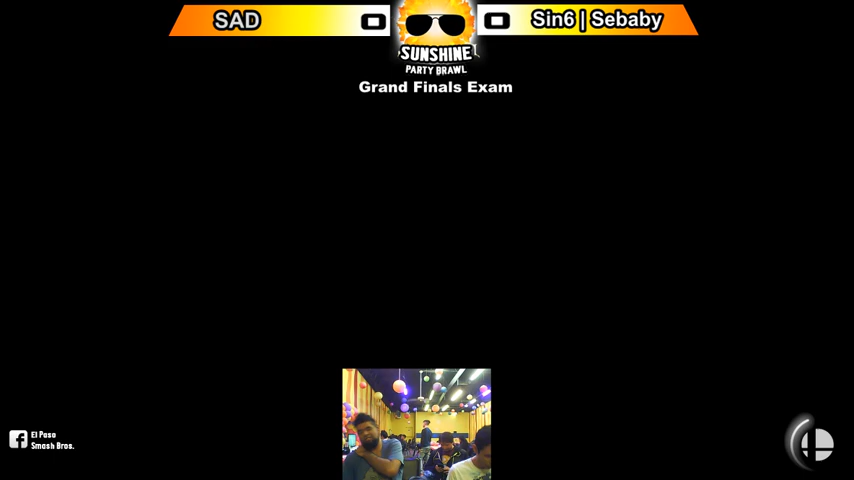 SAD 0 0 Sin6 | Sebaby
SUNSHINE
PARTY BRAWL
Grand Finals Exam
El Paso
Smash Bros.